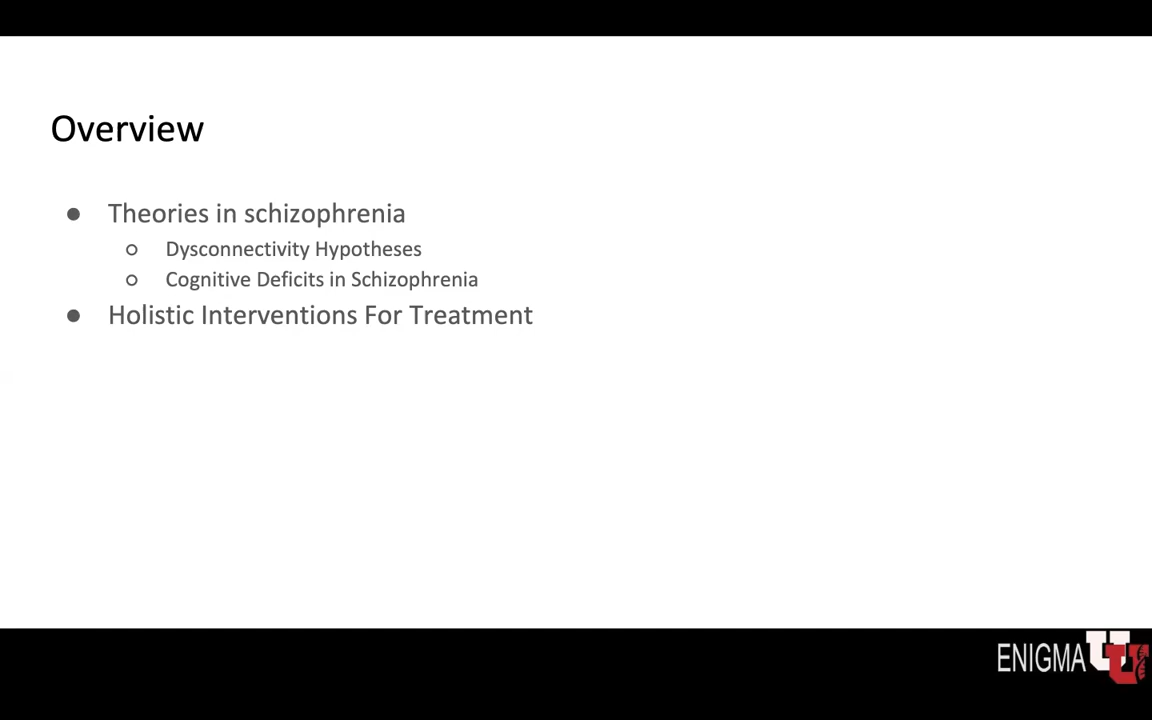 Overview
● Theories in schizophrenia
○ Dysconnectivity Hypotheses
○ Cognitive Deficits in Schizophrenia
● Holistic Interventions For Treatment
ENIGMA U